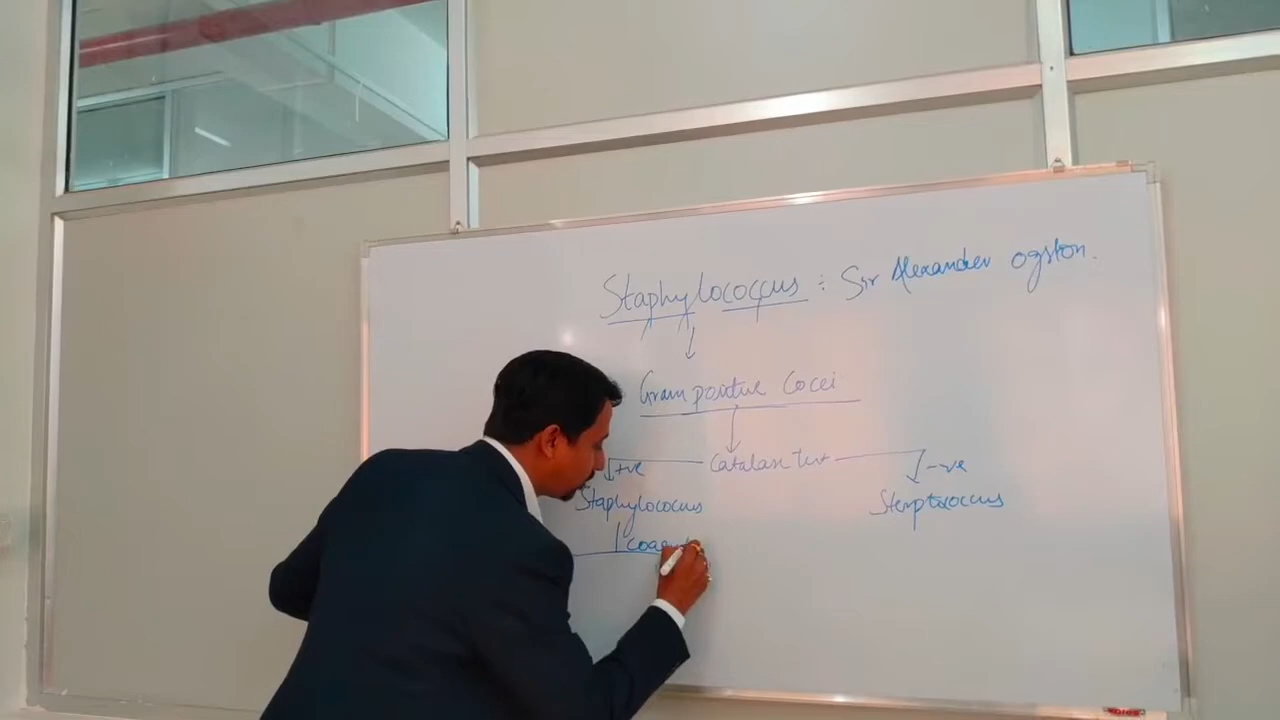 Staphylococcus ÷ Sir Alexander ogston.
Gram positive Cocci
+ve Catalase Test -ve
Staphylococcus Streptococcus